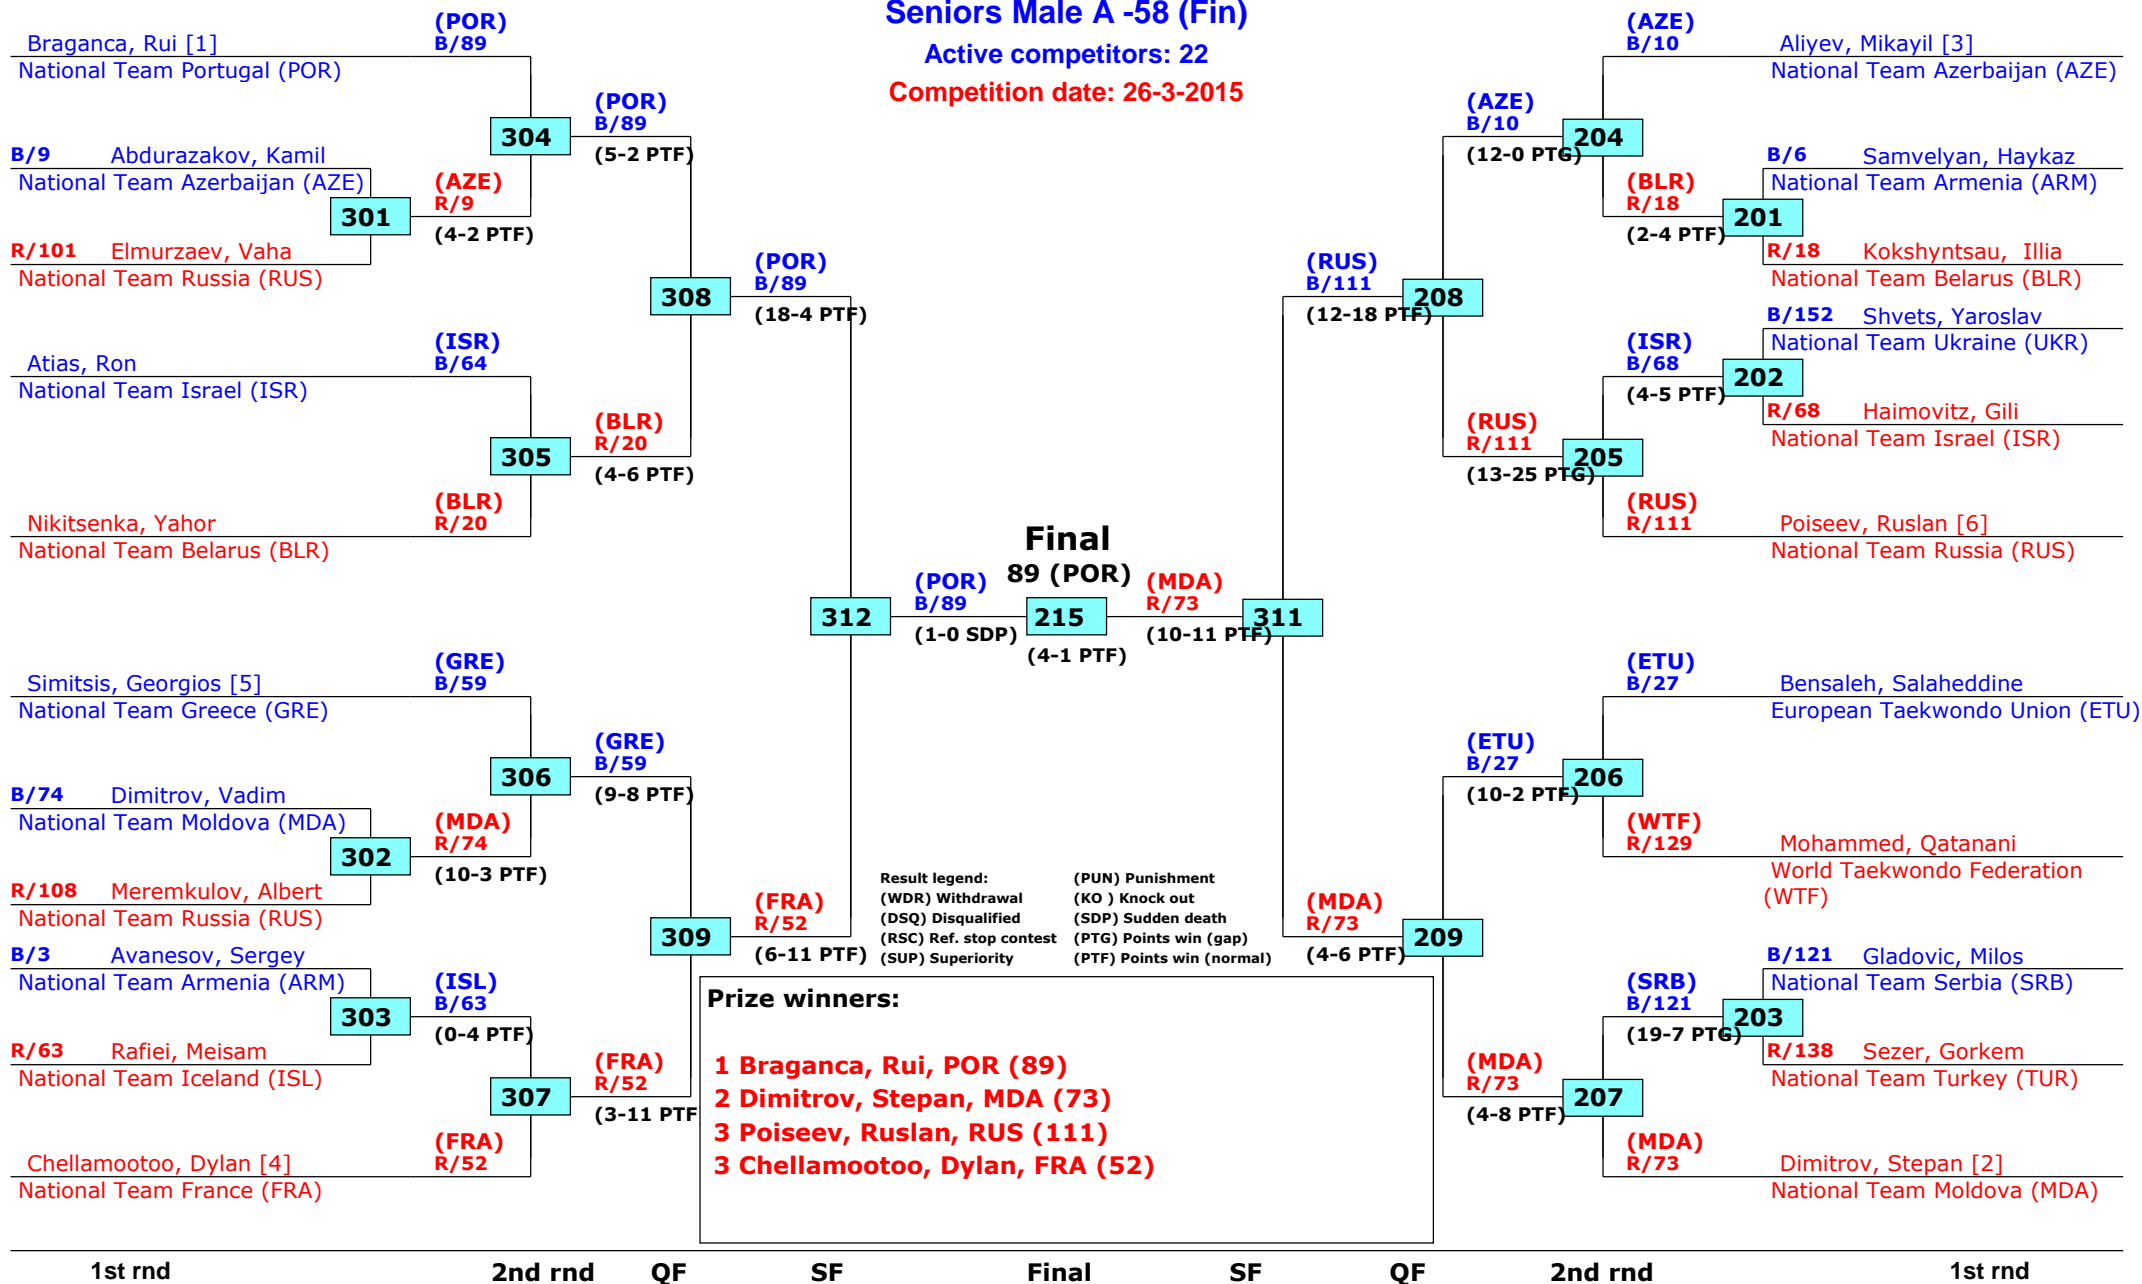 Seniors Male A -58 (Fin)
Active competitors: 22
Competition date: 26-3-2015
Braganca, Rui [1]
National Team Portugal (POR)
(POR)
B/89
B/9 Abdurazakov, Kamil
National Team Azerbaijan (AZE)
301
R/101 Elmurzaev, Vaha
National Team Russia (RUS)
(AZE)
R/9
(4-2 PTF)
304
(POR)
B/89
(5-2 PTF)
Atias, Ron
National Team Israel (ISR)
(ISR)
B/64
305
Nikitsenka, Yahor
National Team Belarus (BLR)
(BLR)
R/20
(BLR)
R/20
(4-6 PTF)
308
(POR)
B/89
(18-4 PTF)
Simitsis, Georgios [5]
National Team Greece (GRE)
(GRE)
B/59
B/74 Dimitrov, Vadim
National Team Moldova (MDA)
302
R/108 Meremkulov, Albert
National Team Russia (RUS)
(MDA)
R/74
(10-3 PTF)
306
(GRE)
B/59
(9-8 PTF)
B/3 Avanesov, Sergey
National Team Armenia (ARM)
303
R/63 Rafiei, Meisam
National Team Iceland (ISL)
(ISL)
B/63
(0-4 PTF)
307
Chellamootoo, Dylan [4]
National Team France (FRA)
(FRA)
R/52
(FRA)
R/52
(3-11 PTF
309
(FRA)
R/52
(6-11 PTF)
312
(POR)
B/89
(1-0 SDP)
Final
89 (POR)
215
(4-1 PTF)
(MDA)
R/73
(10-11 PTF)
311
(RUS)
B/111
(12-18 PTF)
208
(AZE)
B/10
(12-0 PTG)
204
(AZE)
B/10
Aliyev, Mikayil [3]
National Team Azerbaijan (AZE)
(BLR)
R/18
(2-4 PTF)
201
B/6 Samvelyan, Haykaz
National Team Armenia (ARM)
R/18 Kokshyntsau, Illia
National Team Belarus (BLR)
(RUS)
R/111
(13-25 PTG)
205
(ISR)
B/68
(4-5 PTF)
202
B/152 Shvets, Yaroslav
National Team Ukraine (UKR)
R/68 Haimovitz, Gili
National Team Israel (ISR)
(RUS)
R/111
Poiseev, Ruslan [6]
National Team Russia (RUS)
(MDA)
R/73
(4-6 PTF)
209
(ETU)
B/27
(10-2 PTF)
206
(ETU)
B/27
Bensaleh, Salaheddine
European Taekwondo Union (ETU)
(WTF)
R/129
Mohammed, Qatanani
World Taekwondo Federation
(WTF)
(MDA)
R/73
(4-8 PTF)
207
(SRB)
B/121
(19-7 PTG)
203
B/121 Gladovic, Milos
National Team Serbia (SRB)
R/138 Sezer, Gorkem
National Team Turkey (TUR)
(MDA)
R/73
Dimitrov, Stepan [2]
National Team Moldova (MDA)
Result legend:
(WDR) Withdrawal
(DSQ) Disqualified
(RSC) Ref. stop contest
(SUP) Superiority
(PUN) Punishment
(KO ) Knock out
(SDP) Sudden death
(PTG) Points win (gap)
(PTF) Points win (normal)
Prize winners:
1 Braganca, Rui, POR (89)
2 Dimitrov, Stepan, MDA (73)
3 Poiseev, Ruslan, RUS (111)
3 Chellamootoo, Dylan, FRA (52)
1st rnd 2nd rnd QF SF Final SF QF 2nd rnd 1st rnd